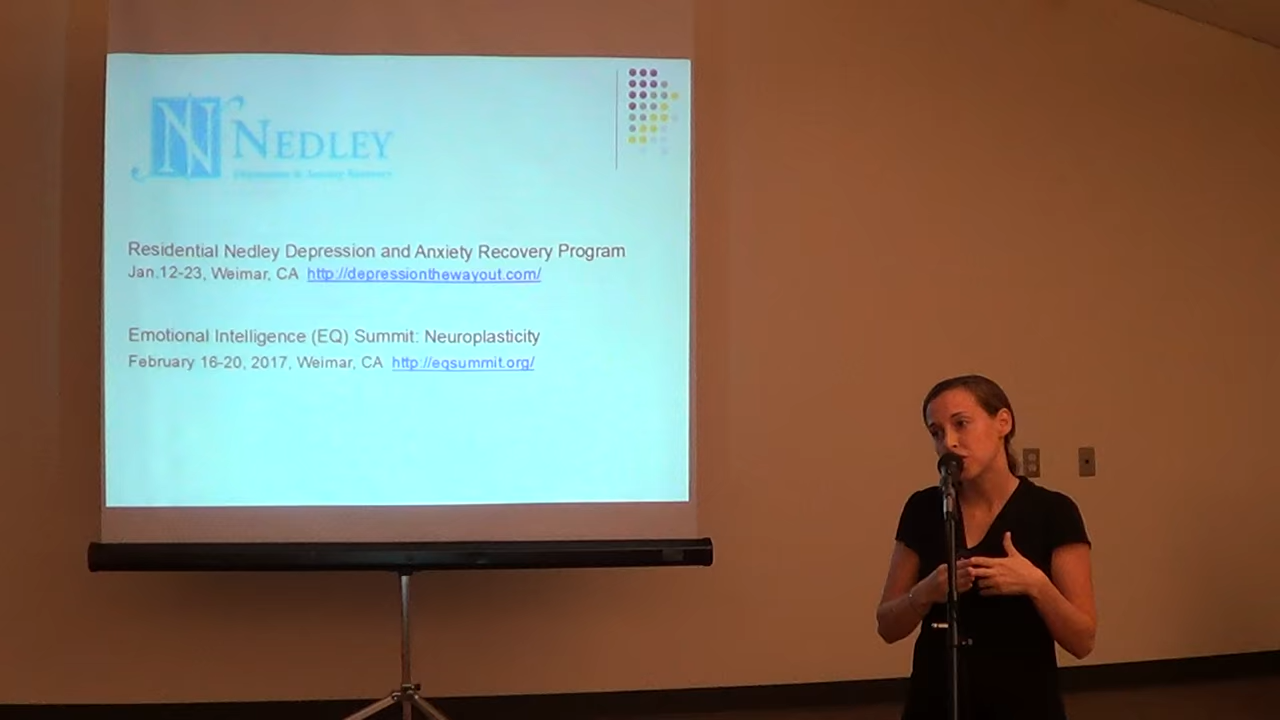 NEDLEY
Residential Nedley Depression and Anxiety Recovery Program
Jan.12-23, Weimar, CA http://depressionthewayout.com/
Emotional Intelligence (EQ) Summit: Neuroplasticity
February 16-20, 2017, Weimar, CA http://eqsummit.org/